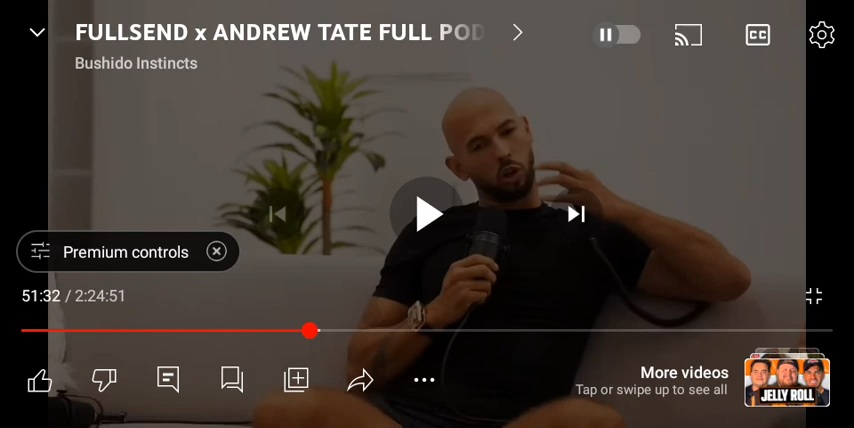 FULLSEND x ANDREW TATE FULL POD
Bushido Instincts
CC
Premium controls
51:32 / 2:24:51
More videos
Tap or swipe up to see all
JELLY ROLL